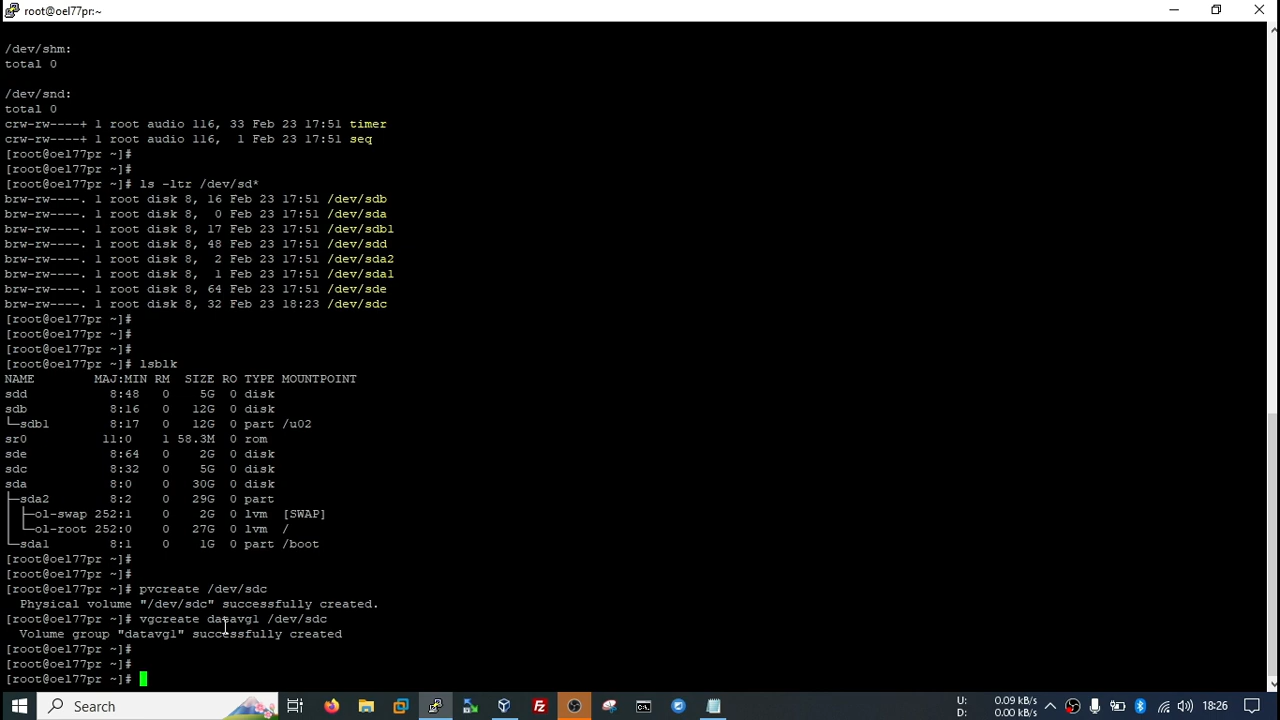 root@oel77pr:~
/dev/shm:
total 0
/dev/snd:
total 0
crw-rw----+ 1 root audio 116, 33 Feb 23 17:51 timer
crw-rw----+ 1 root audio 116,  1 Feb 23 17:51 seq
[root@oel77pr ~]#
[root@oel77pr ~]#
[root@oel77pr ~]# ls -ltr /dev/sd*
brw-rw----. 1 root disk 8, 16 Feb 23 17:51 /dev/sdb
brw-rw----. 1 root disk 8,  0 Feb 23 17:51 /dev/sda
brw-rw----. 1 root disk 8, 17 Feb 23 17:51 /dev/sdb1
brw-rw----. 1 root disk 8, 48 Feb 23 17:51 /dev/sdd
brw-rw----. 1 root disk 8,  2 Feb 23 17:51 /dev/sda2
brw-rw----. 1 root disk 8,  1 Feb 23 17:51 /dev/sda1
brw-rw----. 1 root disk 8, 64 Feb 23 17:51 /dev/sde
brw-rw----. 1 root disk 8, 32 Feb 23 18:23 /dev/sdc
[root@oel77pr ~]#
[root@oel77pr ~]#
[root@oel77pr ~]#
[root@oel77pr ~]# lsblk
NAME        MAJ:MIN RM  SIZE RO TYPE MOUNTPOINT
sdd           8:48   0    5G  0 disk
sdb           8:16   0   12G  0 disk
└─sdb1        8:17   0   12G  0 part /u02
sr0          11:0    1 58.3M  0 rom
sde           8:64   0    2G  0 disk
sdc           8:32   0    5G  0 disk
sda           8:0    0   30G  0 disk
├─sda2        8:2    0   29G  0 part
│ ├─ol-swap 252:1    0    2G  0 lvm  [SWAP]
│ └─ol-root 252:0    0   27G  0 lvm  /
└─sda1        8:1    0    1G  0 part /boot
[root@oel77pr ~]#
[root@oel77pr ~]#
[root@oel77pr ~]# pvcreate /dev/sdc
  Physical volume "/dev/sdc" successfully created.
[root@oel77pr ~]# vgcreate datavg1 /dev/sdc
  Volume group "datavg1" successfully created
[root@oel77pr ~]#
[root@oel77pr ~]#
[root@oel77pr ~]#
Search
U: 0.09 kB/s
D: 0.00 kB/s
18:26